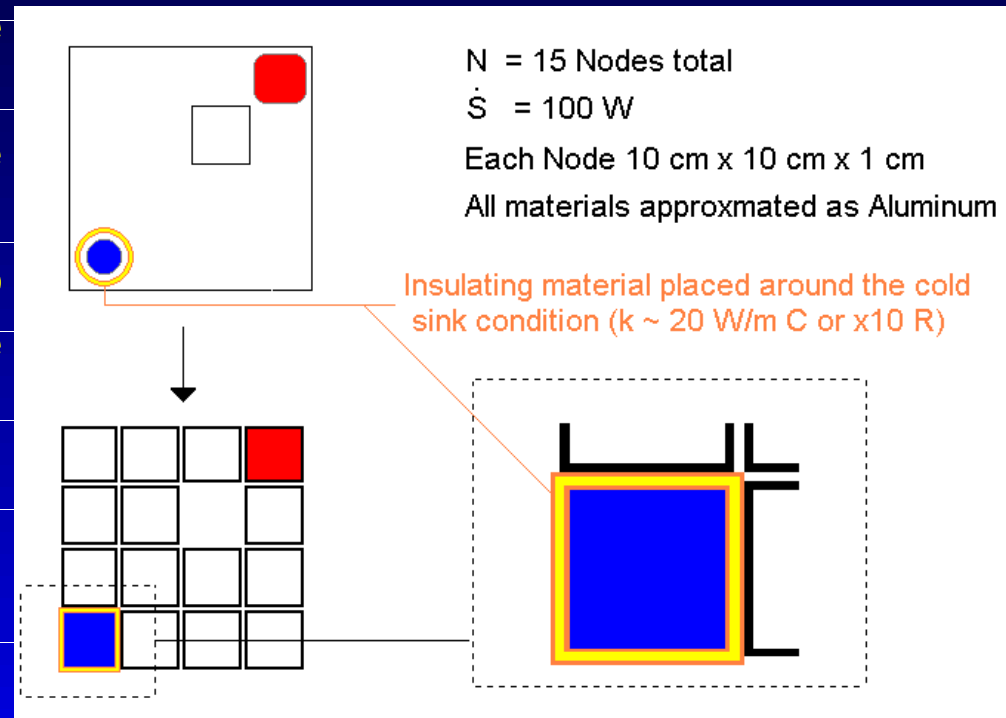 N = 15 Nodes total
Ṡ = 100 W
Each Node 10 cm x 10 cm x 1 cm
All materials approxmated as Aluminum
Insulating material placed around the cold
sink condition (k ~ 20 W/m C or x10 R)